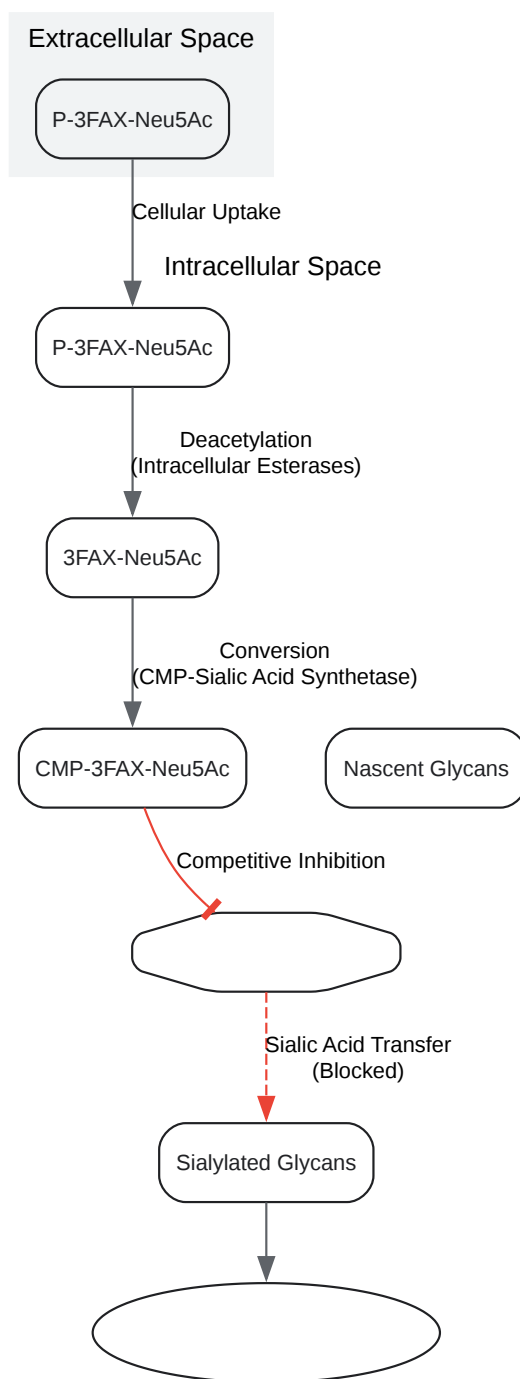 Extracellular Space
P-3FAX-Neu5Ac
Cellular Uptake
Intracellular Space
P-3FAX-Neu5Ac
Deacetylation
(Intracellular Esterases)
3FAX-Neu5Ac
Conversion
(CMP-Sialic Acid Synthetase)
CMP-3FAX-Neu5Ac
Nascent Glycans
Competitive Inhibition
Sialic Acid Transfer
(Blocked)
Sialylated Glycans